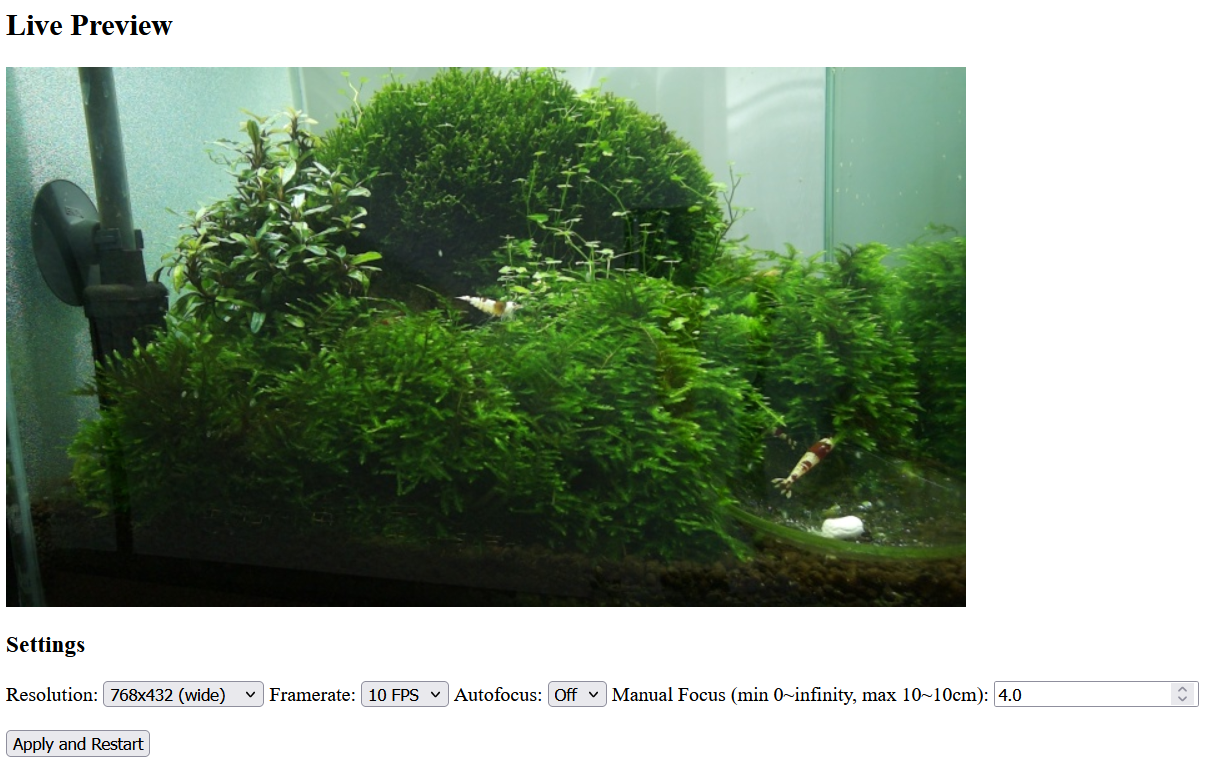 Live Preview
Settings
Resolution: 768x432 (wide) Framerate: 10 FPS Autofocus: Off Manual Focus (min 0~infinity, max 10~10cm): 4.0
Apply and Restart